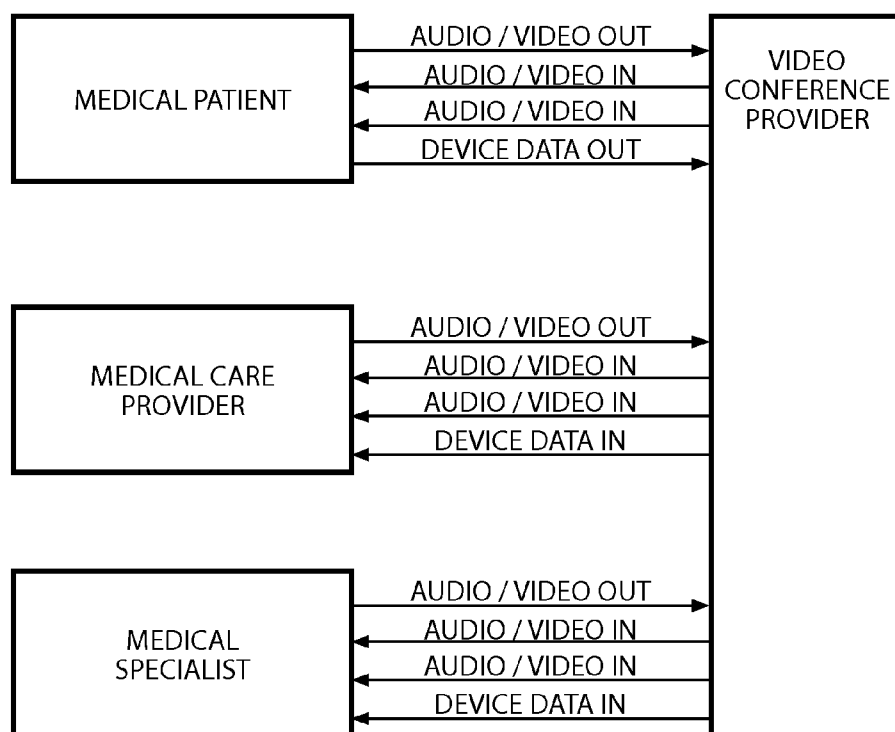 MEDICAL PATIENT
AUDIO / VIDEO OUT
AUDIO / VIDEO IN
AUDIO / VIDEO IN
DEVICE DATA OUT
VIDEO
CONFERENCE
PROVIDER
MEDICAL CARE
PROVIDER
AUDIO / VIDEO OUT
AUDIO / VIDEO IN
AUDIO / VIDEO IN
DEVICE DATA IN
MEDICAL
SPECIALIST
AUDIO / VIDEO OUT
AUDIO / VIDEO IN
AUDIO / VIDEO IN
DEVICE DATA IN